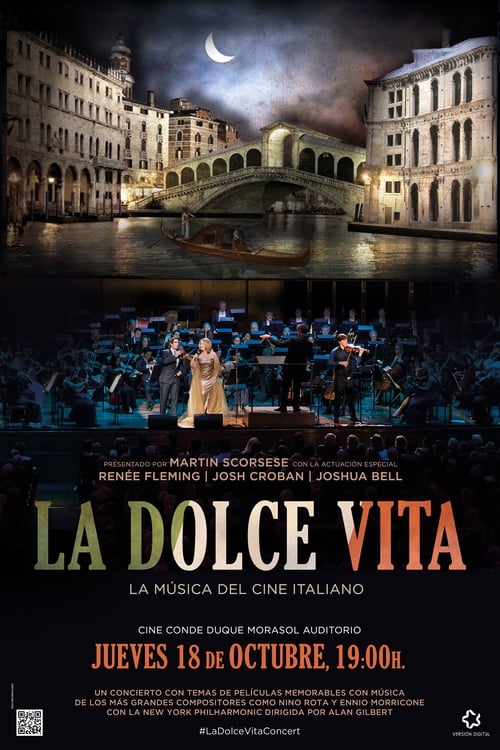 PRESENTADO POR MARTIN SCORSESE CON LA ACTUACIÓN ESPECIAL
RENÉE FLEMING | JOSH CROBAN | JOSHUA BELL
LA DOLCE VITA
LA MÚSICA DEL CINE ITALIANO
CINE CONDE DUQUE MORASOL AUDITORIO
JUEVES 18 DE OCTUBRE, 19:00H.
UN CONCIERTO CON TEMAS DE PELÍCULAS MEMORABLES CON MÚSICA
DE LOS MÁS GRANDES COMPOSITORES COMO NINO ROTA Y ENNIO MORRICONE
CON LA NEW YORK PHILHARMONIC DIRIGIDA POR ALAN GILBERT
#LaDolceVitaConcert
VERSIÓN DIGITAL